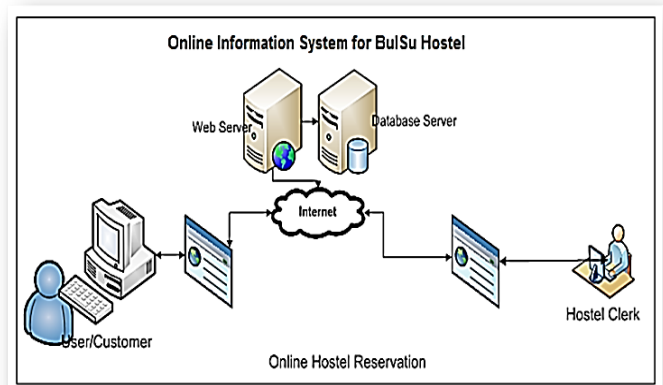 Online Information System for BulSu Hostel
Web Server
Database Server
Internet
User/Customer
Hostel Clerk
Online Hostel Reservation